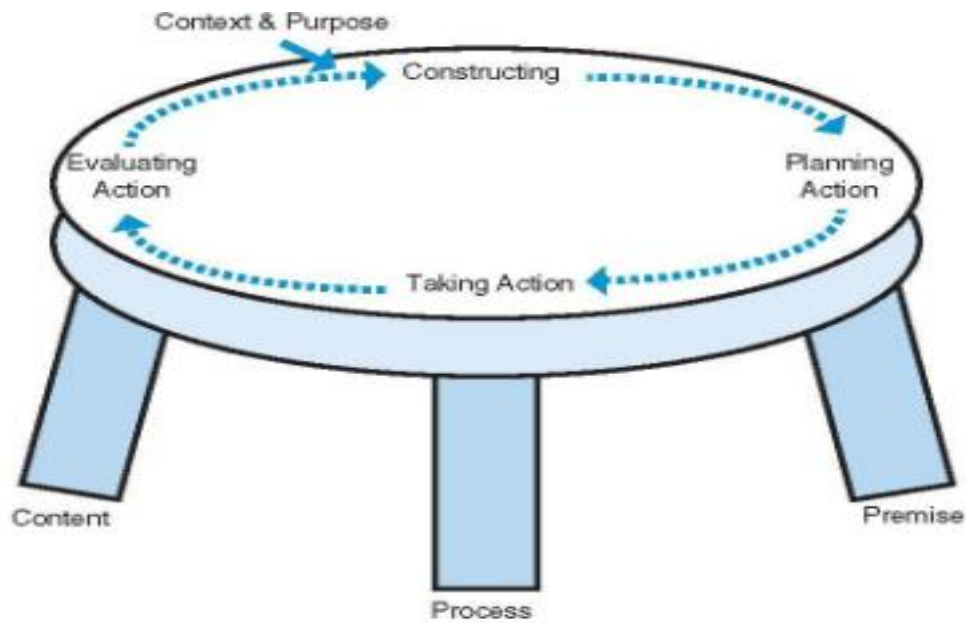 Context & Purpose
Constructing
Evaluating
Action
Planning
Action
Taking Action
Content
Premise
Process